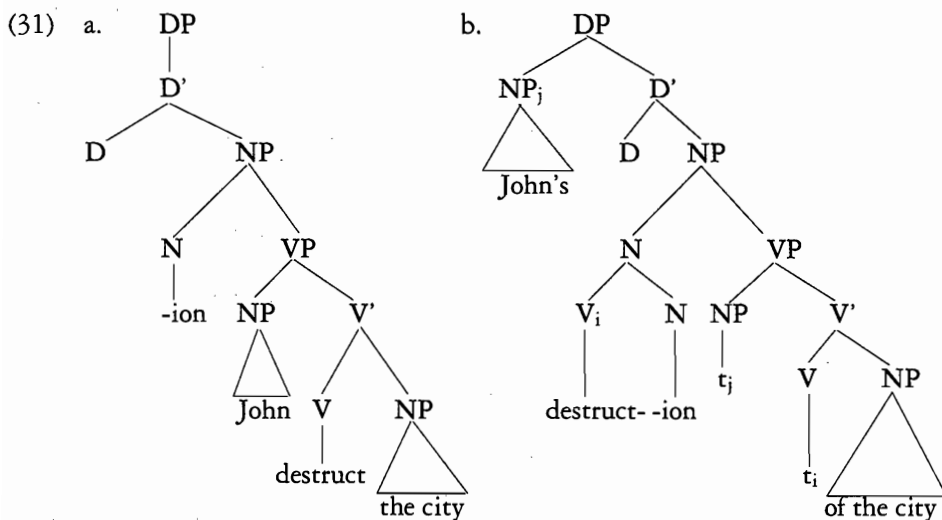 (31) a. DP b. DP
D' NPj D'
D NP John's D NP
N VP N VP
-ion NP V' Vi N NP V'
John V NP destruct- -ion tj V NP
destruct the city ti of the city